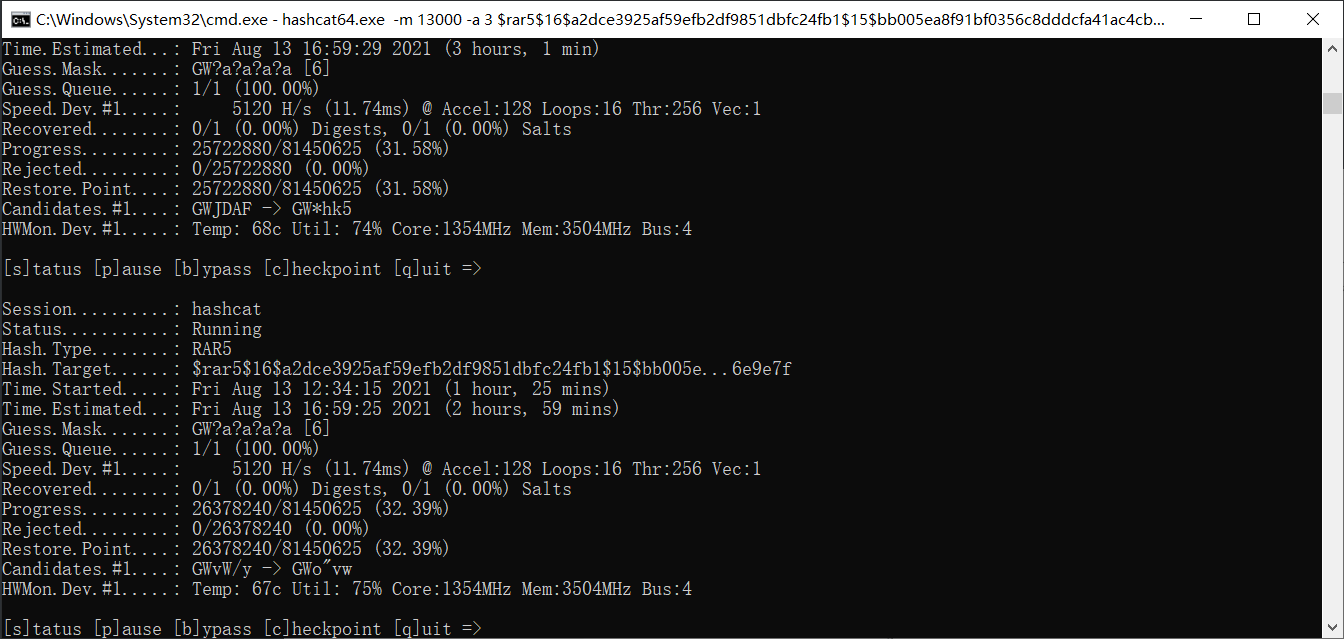 C:\Windows\System32\cmd.exe - hashcat64.exe  -m 13000 -a 3 $rar5$16$a2dce3925af59efb2df9851dbfc24fb1$15$bb005ea8f91bf0356c8dddcfa41ac4cb...
Time.Estimated...: Fri Aug 13 16:59:29 2021 (3 hours, 1 min)
Guess.Mask.......: GW?a?a?a?a [6]
Guess.Queue......: 1/1 (100.00%)
Speed.Dev.#1.....:     5120 H/s (11.74ms) @ Accel:128 Loops:16 Thr:256 Vec:1
Recovered........: 0/1 (0.00%) Digests, 0/1 (0.00%) Salts
Progress.........: 25722880/81450625 (31.58%)
Rejected.........: 0/25722880 (0.00%)
Restore.Point....: 25722880/81450625 (31.58%)
Candidates.#1....: GWJDAF -> GW*hk5
HWMon.Dev.#1.....: Temp: 68c Util: 74% Core:1354MHz Mem:3504MHz Bus:4
[s]tatus [p]ause [b]ypass [c]heckpoint [q]uit =>
Session..........: hashcat
Status...........: Running
Hash.Type........: RAR5
Hash.Target......: $rar5$16$a2dce3925af59efb2df9851dbfc24fb1$15$bb005e...6e9e7f
Time.Started.....: Fri Aug 13 12:34:15 2021 (1 hour, 25 mins)
Time.Estimated...: Fri Aug 13 16:59:25 2021 (2 hours, 59 mins)
Guess.Mask.......: GW?a?a?a?a [6]
Guess.Queue......: 1/1 (100.00%)
Speed.Dev.#1.....:     5120 H/s (11.74ms) @ Accel:128 Loops:16 Thr:256 Vec:1
Recovered........: 0/1 (0.00%) Digests, 0/1 (0.00%) Salts
Progress.........: 26378240/81450625 (32.39%)
Rejected.........: 0/26378240 (0.00%)
Restore.Point....: 26378240/81450625 (32.39%)
Candidates.#1....: GWvW/y -> GWo"vw
HWMon.Dev.#1.....: Temp: 67c Util: 75% Core:1354MHz Mem:3504MHz Bus:4
[s]tatus [p]ause [b]ypass [c]heckpoint [q]uit =>